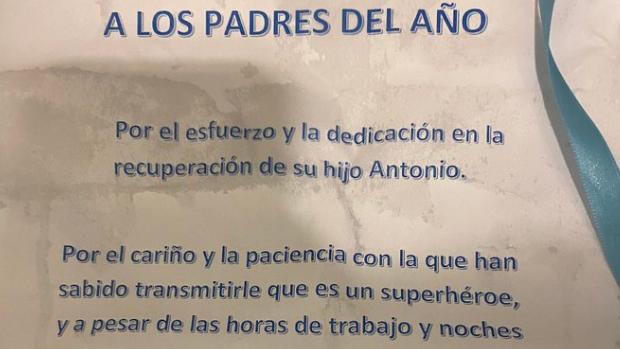 A LOS PADRES DEL AÑO
Por el esfuerzo y la dedicación en la
recuperación de su hijo Antonio.
Por el cariño y la paciencia con la que han
sabido transmitirle que es un superhéroe,
y a pesar de las horas de trabajo y noches